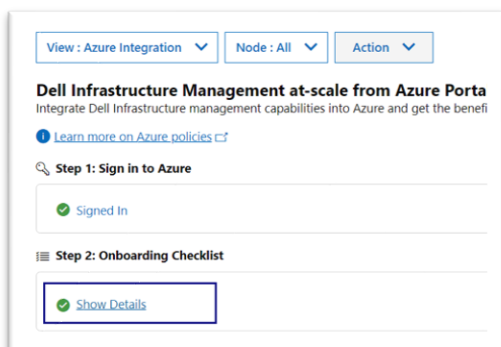 View : Azure Integration Node : All Action
Dell Infrastructure Management at-scale from Azure Porta
Integrate Dell Infrastructure management capabilities into Azure and get the benefi
Learn more on Azure policies
Step 1: Sign in to Azure
Signed In
Step 2: Onboarding Checklist
Show Details